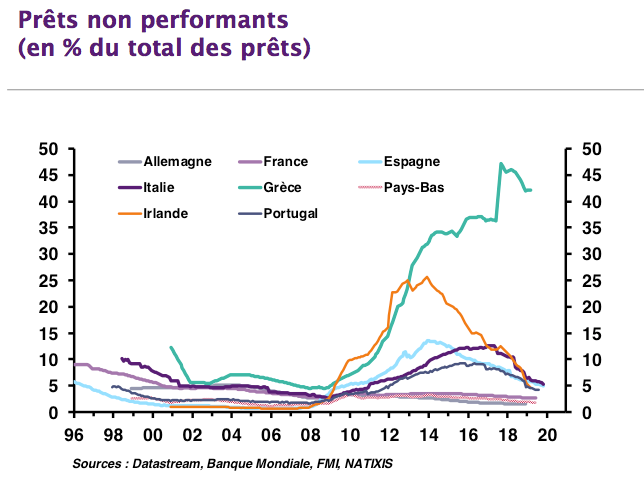 Prêts non performants
(en % du total des prêts)
50 50
Allemagne France Espagne
45 45
Italie Grèce Pays-Bas
40 40
Irlande Portugal
35 35
30 30
25 25
20 20
15 15
10 10
5 5
0 0
96 98 00 02 04 06 08 10 12 14 16 18 20
Sources : Datastream, Banque Mondiale, FMI, NATIXIS